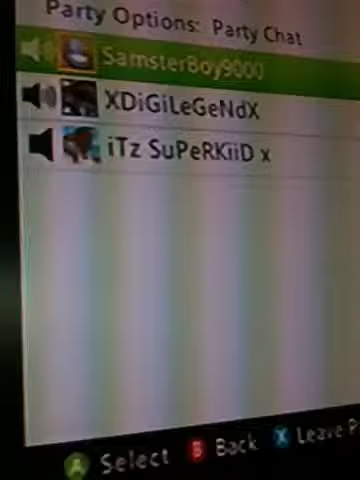 Party Options: Party Chat
SamsterBoy9000
XDiGiLeGeNdX
iTz SuPeRKiiD x
A Select B Back X Leave P